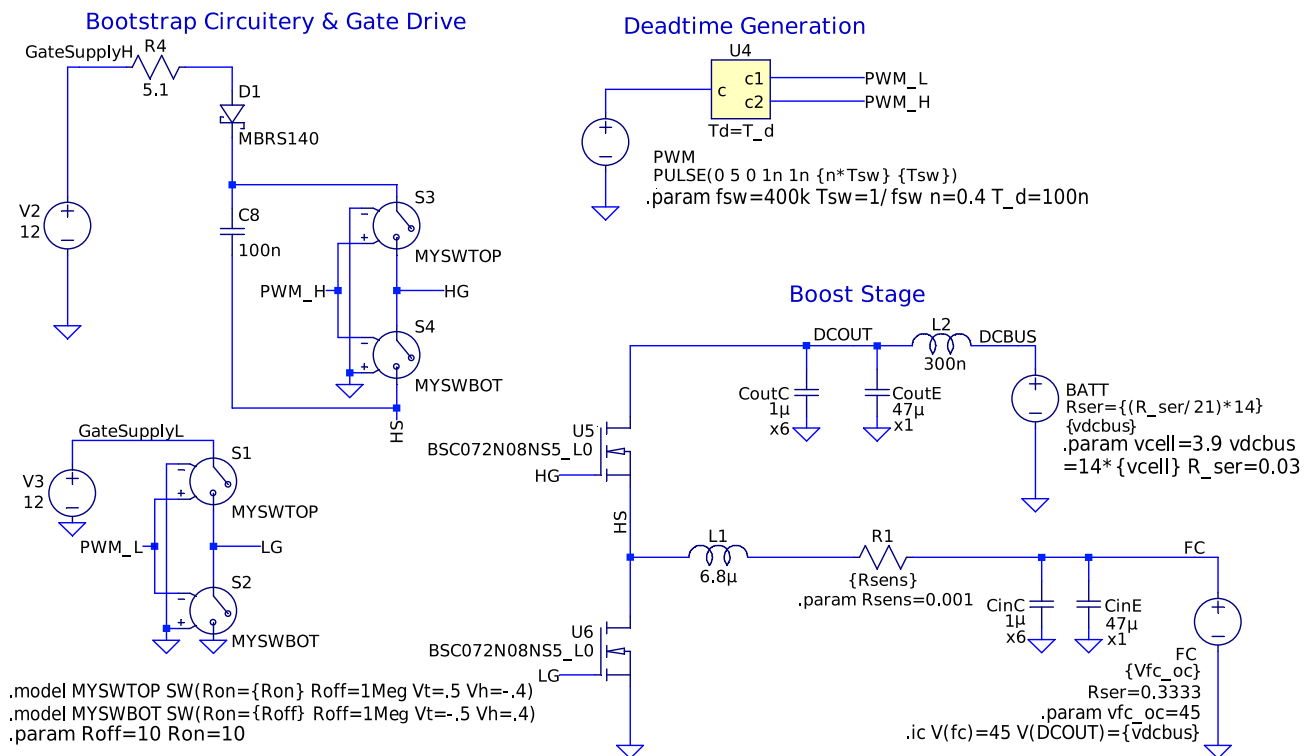 Bootstrap Circuitery & Gate Drive
GateSupplyH
R4
5.1
D1
MBRS140
V2
12
C8
100n
S3
MYSWTOP
PWM_H
HG
S4
MYSWBOT
HS
GateSupplyL
V3
12
S1
MYSWTOP
PWM_L
LG
S2
MYSWBOT
.model MYSWTOP SW(Ron={Ron} Roff=1Meg Vt=.5 Vh=-.4)
.model MYSWBOT SW(Ron={Roff} Roff=1Meg Vt=-.5 Vh=.4)
.param Roff=10 Ron=10
Deadtime Generation
U4
c
c1
c2
PWM_L
PWM_H
Td=T_d
PWM
PULSE(0 5 0 1n 1n {n*Tsw} {Tsw})
.param fsw=400k Tsw=1/fsw n=0.4 T_d=100n
Boost Stage
DCOUT
L2
300n
DCBUS
CoutC
1µ
x6
CoutE
47µ
x1
BATT
Rser={(R_ser/21)*14}
{vdcbus}
.param vcell=3.9 vdcbus
=14*{vcell} R_ser=0.03
U5
BSC072N08NS5_L0
HG
HS
L1
6.8µ
R1
{Rsens}
.param Rsens=0.001
FC
CinC
1µ
x6
CinE
47µ
x1
U6
BSC072N08NS5_L0
LG
FC
{Vfc_oc}
Rser=0.3333
.param vfc_oc=45
.ic V(fc)=45 V(DCOUT)={vdcbus}